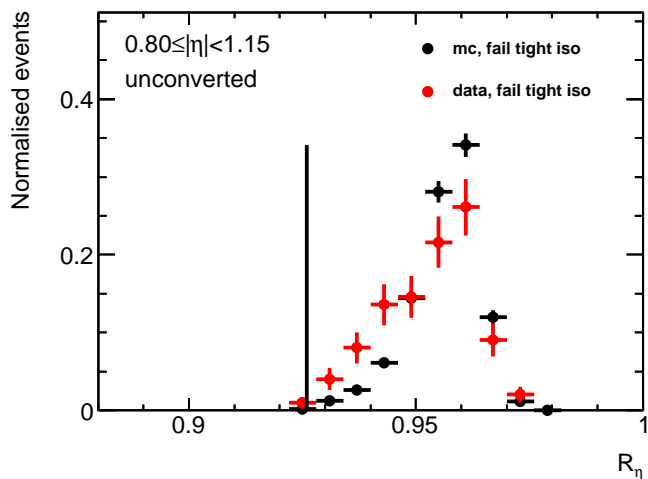 0.80≤|η|<1.15
unconverted
mc, fail tight iso
data, fail tight iso
Normalised events
0.4
0.2
0
0.9
0.95
1
R_η